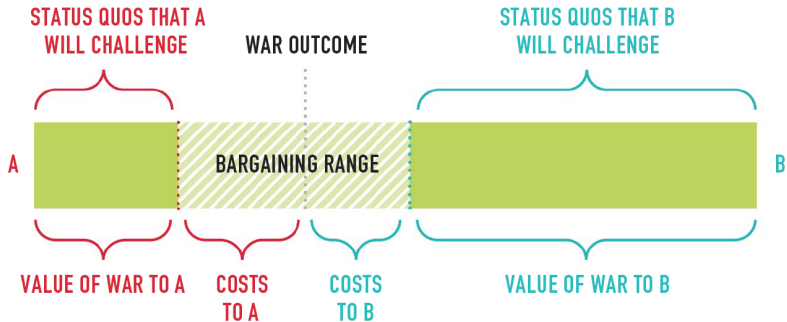 STATUS QUOS THAT A
WILL CHALLENGE
WAR OUTCOME
STATUS QUOS THAT B
WILL CHALLENGE
A
BARGAINING RANGE
B
VALUE OF WAR TO A
COSTS
TO A
COSTS
TO B
VALUE OF WAR TO B